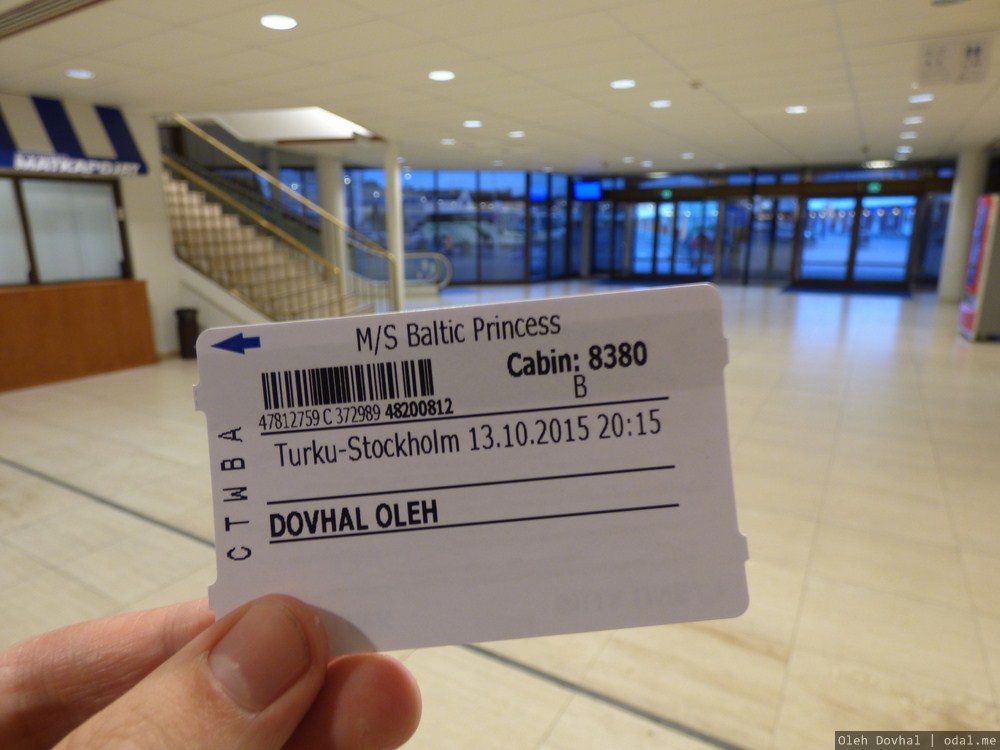 MATKAPOJAT
M/S Baltic Princess
Cabin: 8380
B
47812759 C 372989 48200812
Turku-Stockholm 13.10.2015 20:15
DOVHAL OLEH
C T W B A
Oleh Dovhal | odal.me